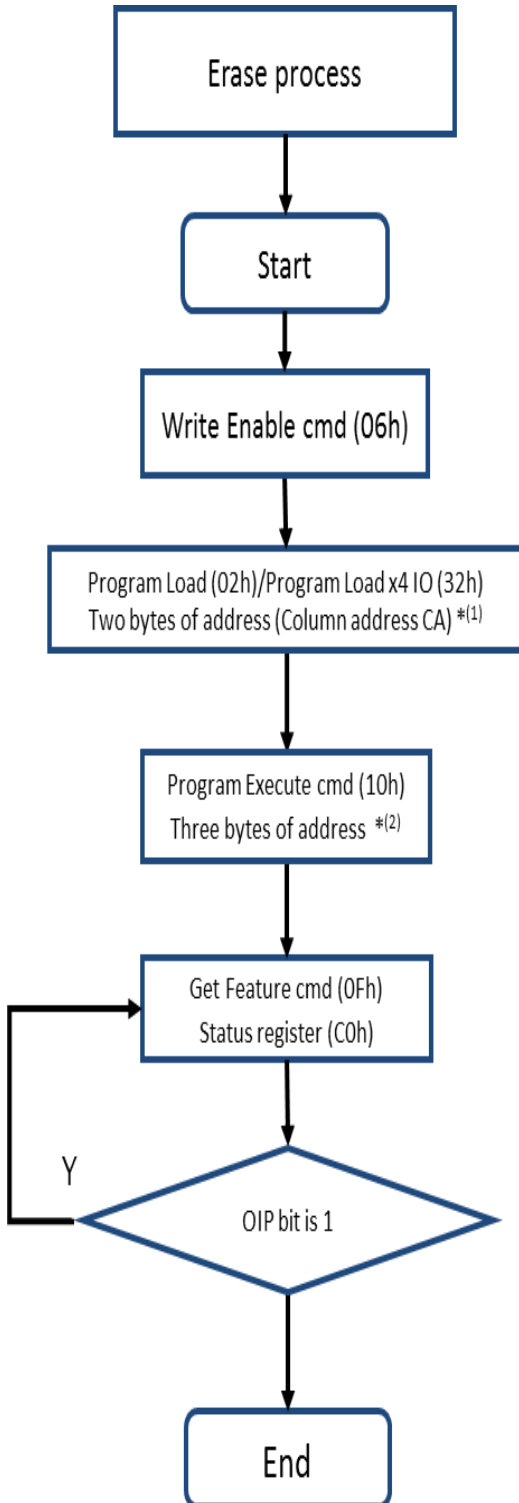 Erase process
Start
Write Enable cmd (06h)
Program Load (02h)/Program Load x4 IO (32h)
Two bytes of address (Column address CA) *(1)
Program Execute cmd (10h)
Three bytes of address *(2)
Get Feature cmd (0Fh)
Status register (C0h)
Y
OIP bit is 1
End